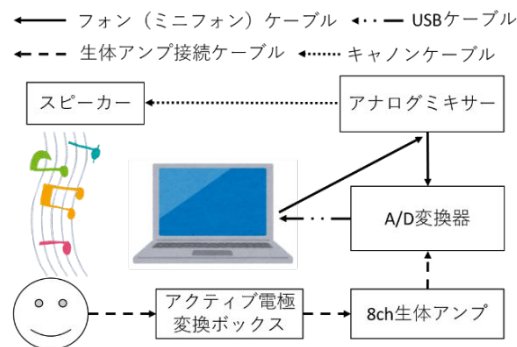 フォン（ミニフォン）ケーブル
USBケーブル
生体アンプ接続ケーブル
キャノンケーブル
スピーカー
アナログミキサー
A/D変換器
アクティブ電極
変換ボックス
8ch生体アンプ